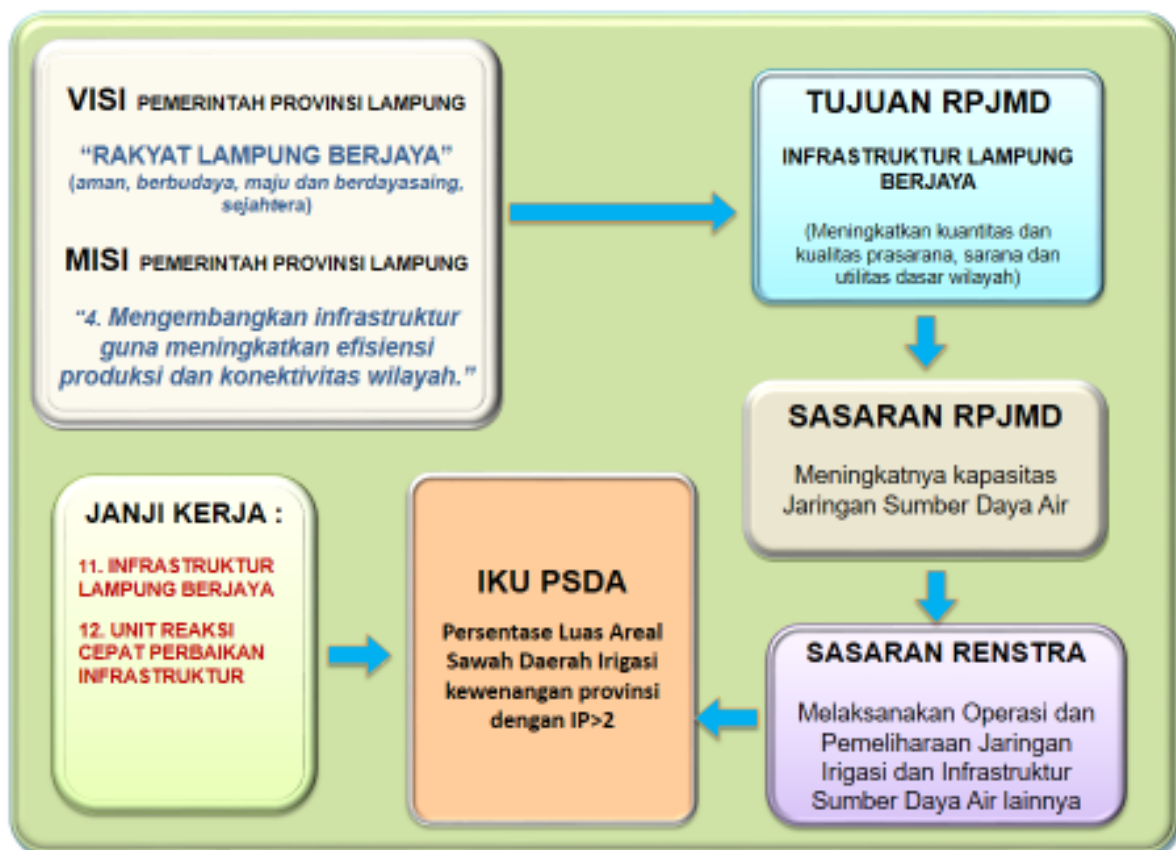 VISI PEMERINTAH PROVINSI LAMPUNG
“RAKYAT LAMPUNG BERJAYA”
(aman, berbudaya, maju dan berdayasaing,
sejahtera)
MISI PEMERINTAH PROVINSI LAMPUNG
“4. Mengembangkan infrastruktur
guna meningkatkan efisiensi
produksi dan konektivitas wilayah.”
TUJUAN RPJMD
INFRASTRUKTUR LAMPUNG
BERJAYA
(Meningkatkan kuantitas dan
kualitas prasarana, sarana dan
utilitas dasar wilayah)
SASARAN RPJMD
Meningkatnya kapasitas
Jaringan Sumber Daya Air
SASARAN RENSTRA
Melaksanakan Operasi dan
Pemeliharaan Jaringan
Irigasi dan Infrastruktur
Sumber Daya Air lainnya
JANJI KERJA :
11. INFRASTRUKTUR
LAMPUNG BERJAYA
12. UNIT REAKSI
CEPAT PERBAIKAN
INFRASTRUKTUR
IKU PSDA
Persentase Luas Areal
Sawah Daerah Irigasi
kewenangan provinsi
dengan IP>2